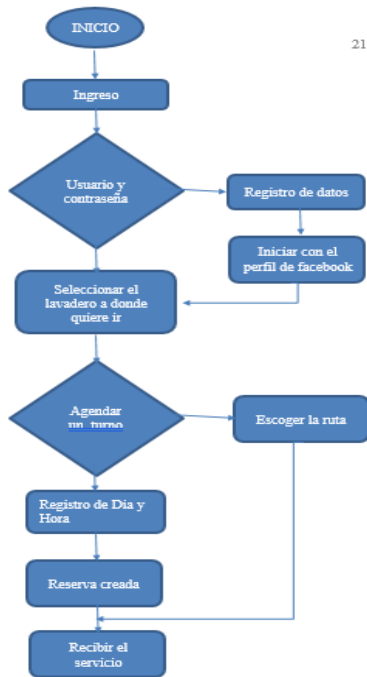 INICIO
21
Ingreso
Usuario y
contraseña
Registro de datos
Iniciar con el
perfil de facebook
Seleccionar el
lavadero a donde
quiere ir
Agendar
un turno
Escoger la ruta
Registro de Dia y
Hora
Reserva creada
Recibir el
servicio